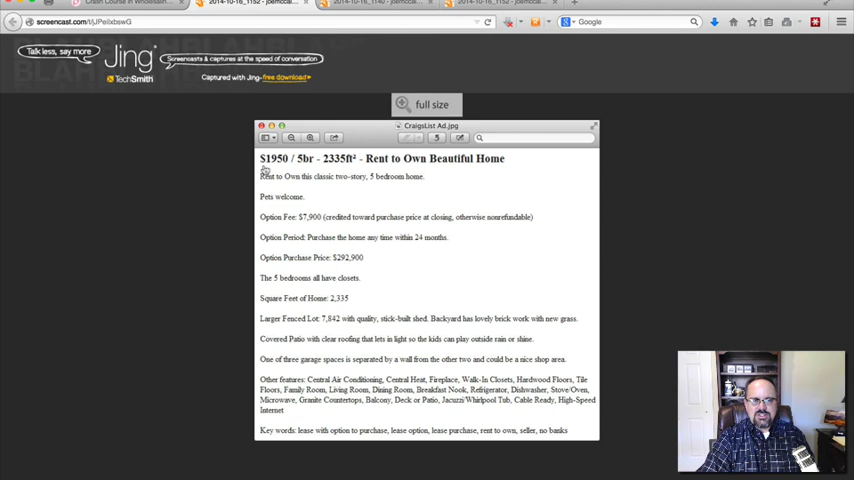 Crash Course in Wholesalin...
2014-10-16_1152 - joemccal...
2014-10-16_1140 - joemccal...
2014-10-16_1152 - joemccal...
screencast.com/t/jJPeilxbswG
Google
Talk less, say more
Jing
TechSmith
Screencasts & captures at the speed of conversation
Captured with Jing–free download
full size
CraigsList Ad.jpg
$1950 / 5br - 2335ft² - Rent to Own Beautiful Home
Rent to Own this classic two-story, 5 bedroom home.
Pets welcome.
Option Fee: $7,900 (credited toward purchase price at closing, otherwise nonrefundable)
Option Period: Purchase the home any time within 24 months.
Option Purchase Price: $292,900
The 5 bedrooms all have closets.
Square Feet of Home: 2,335
Larger Fenced Lot: 7,842 with quality, stick-built shed. Backyard has lovely brick work with new grass.
Covered Patio with clear roofing that lets in light so the kids can play outside rain or shine.
One of three garage spaces is separated by a wall from the other two and could be a nice shop area.
Other features: Central Air Conditioning, Central Heat, Fireplace, Walk-In Closets, Hardwood Floors, Tile
Floors, Family Room, Living Room, Dining Room, Breakfast Nook, Refrigerator, Dishwasher, Stove/Oven,
Microwave, Granite Countertops, Balcony, Deck or Patio, Jacuzzi/Whirlpool Tub, Cable Ready, High-Speed
Internet
Key words: lease with option to purchase, lease option, lease purchase, rent to own, seller, no banks